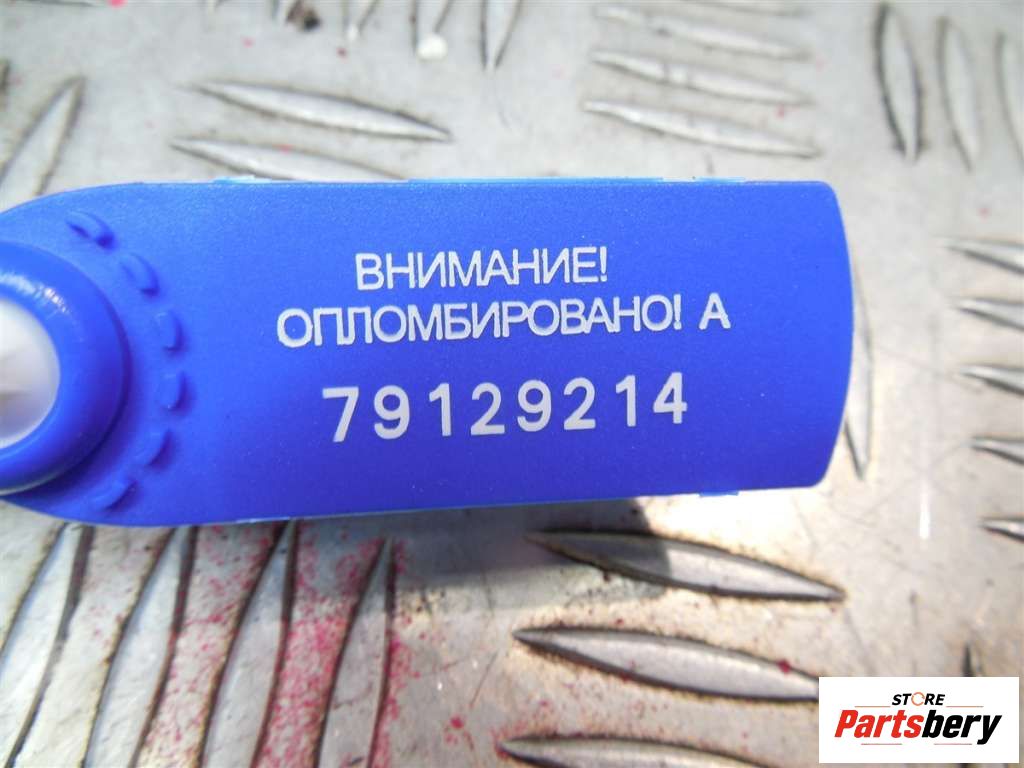 ВНИМАНИЕ!
ОПЛОМБИРОВАНО! А
79129214
STORE
Partsbery